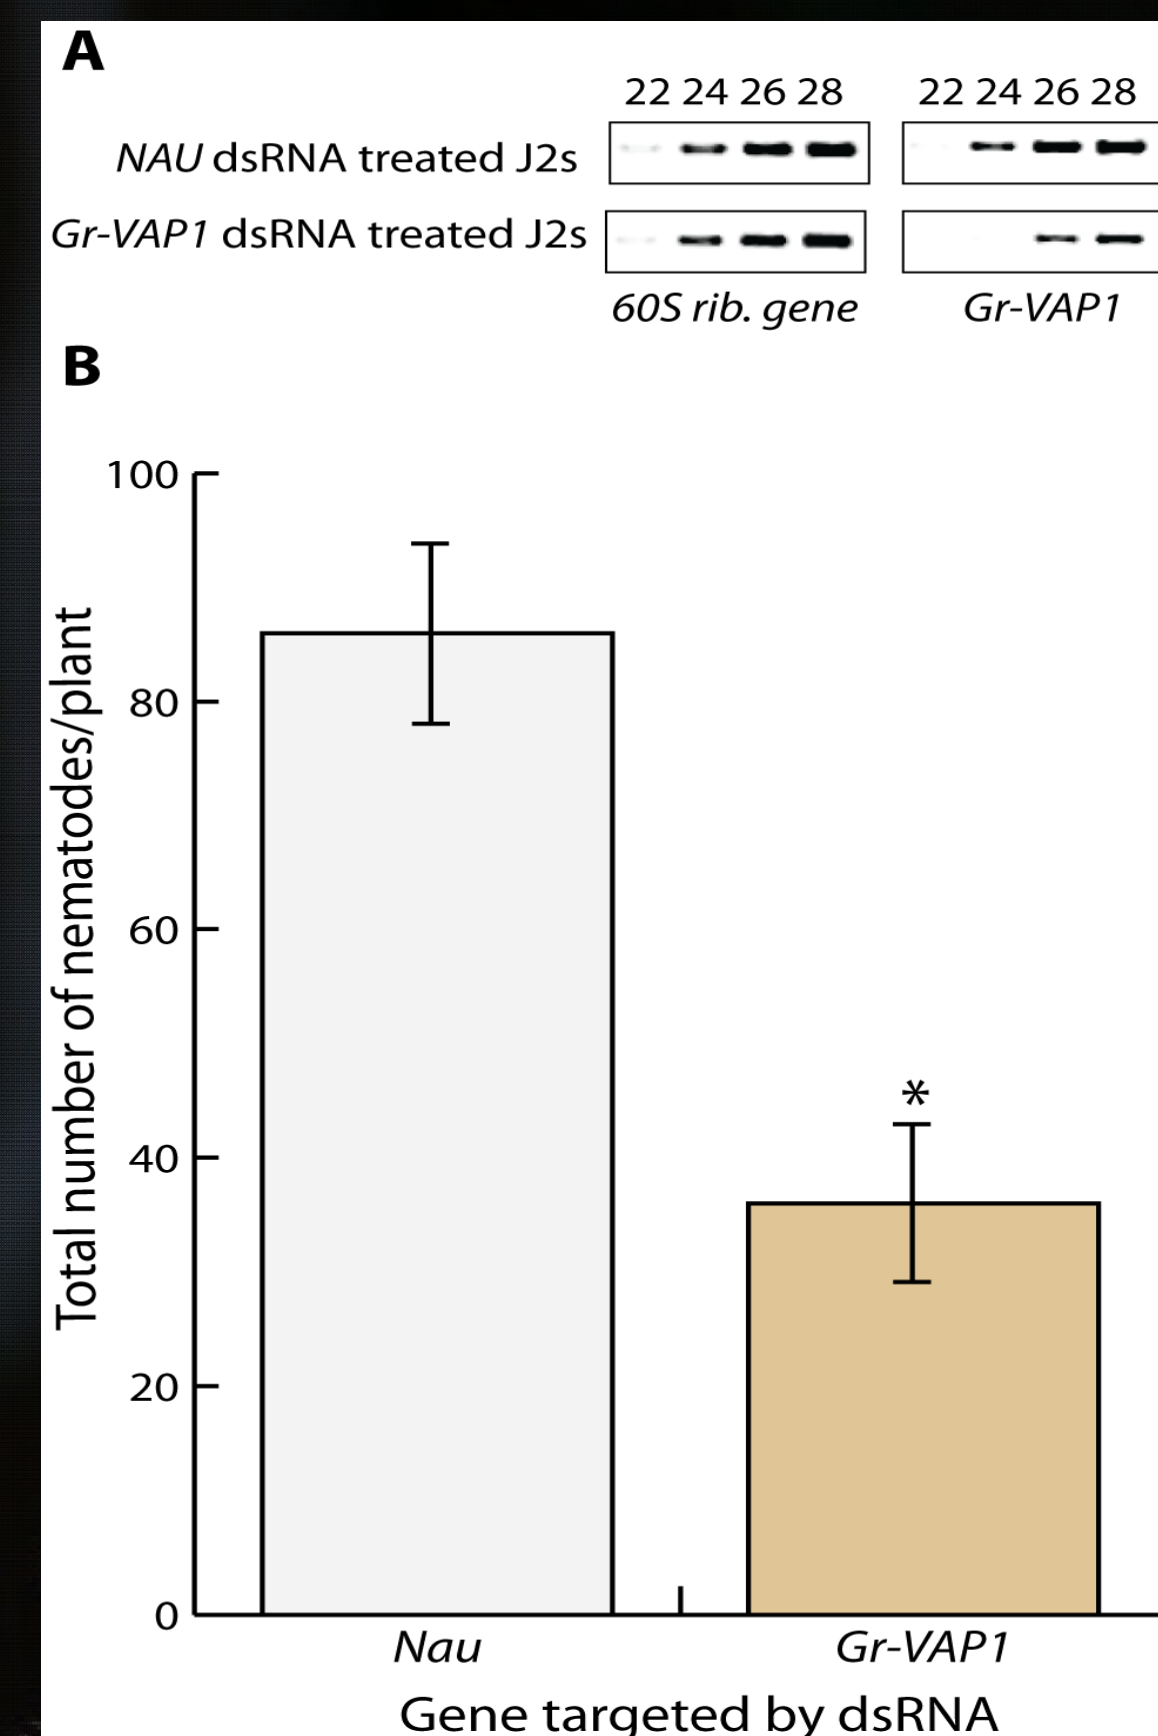 A
22 24 26 28 22 24 26 28
NAU dsRNA treated J2s
Gr-VAP1 dsRNA treated J2s
60S rib. gene Gr-VAP1
B
Total number of nematodes/plant
100
80
60
40
20
0
*
Nau Gr-VAP1
Gene targeted by dsRNA